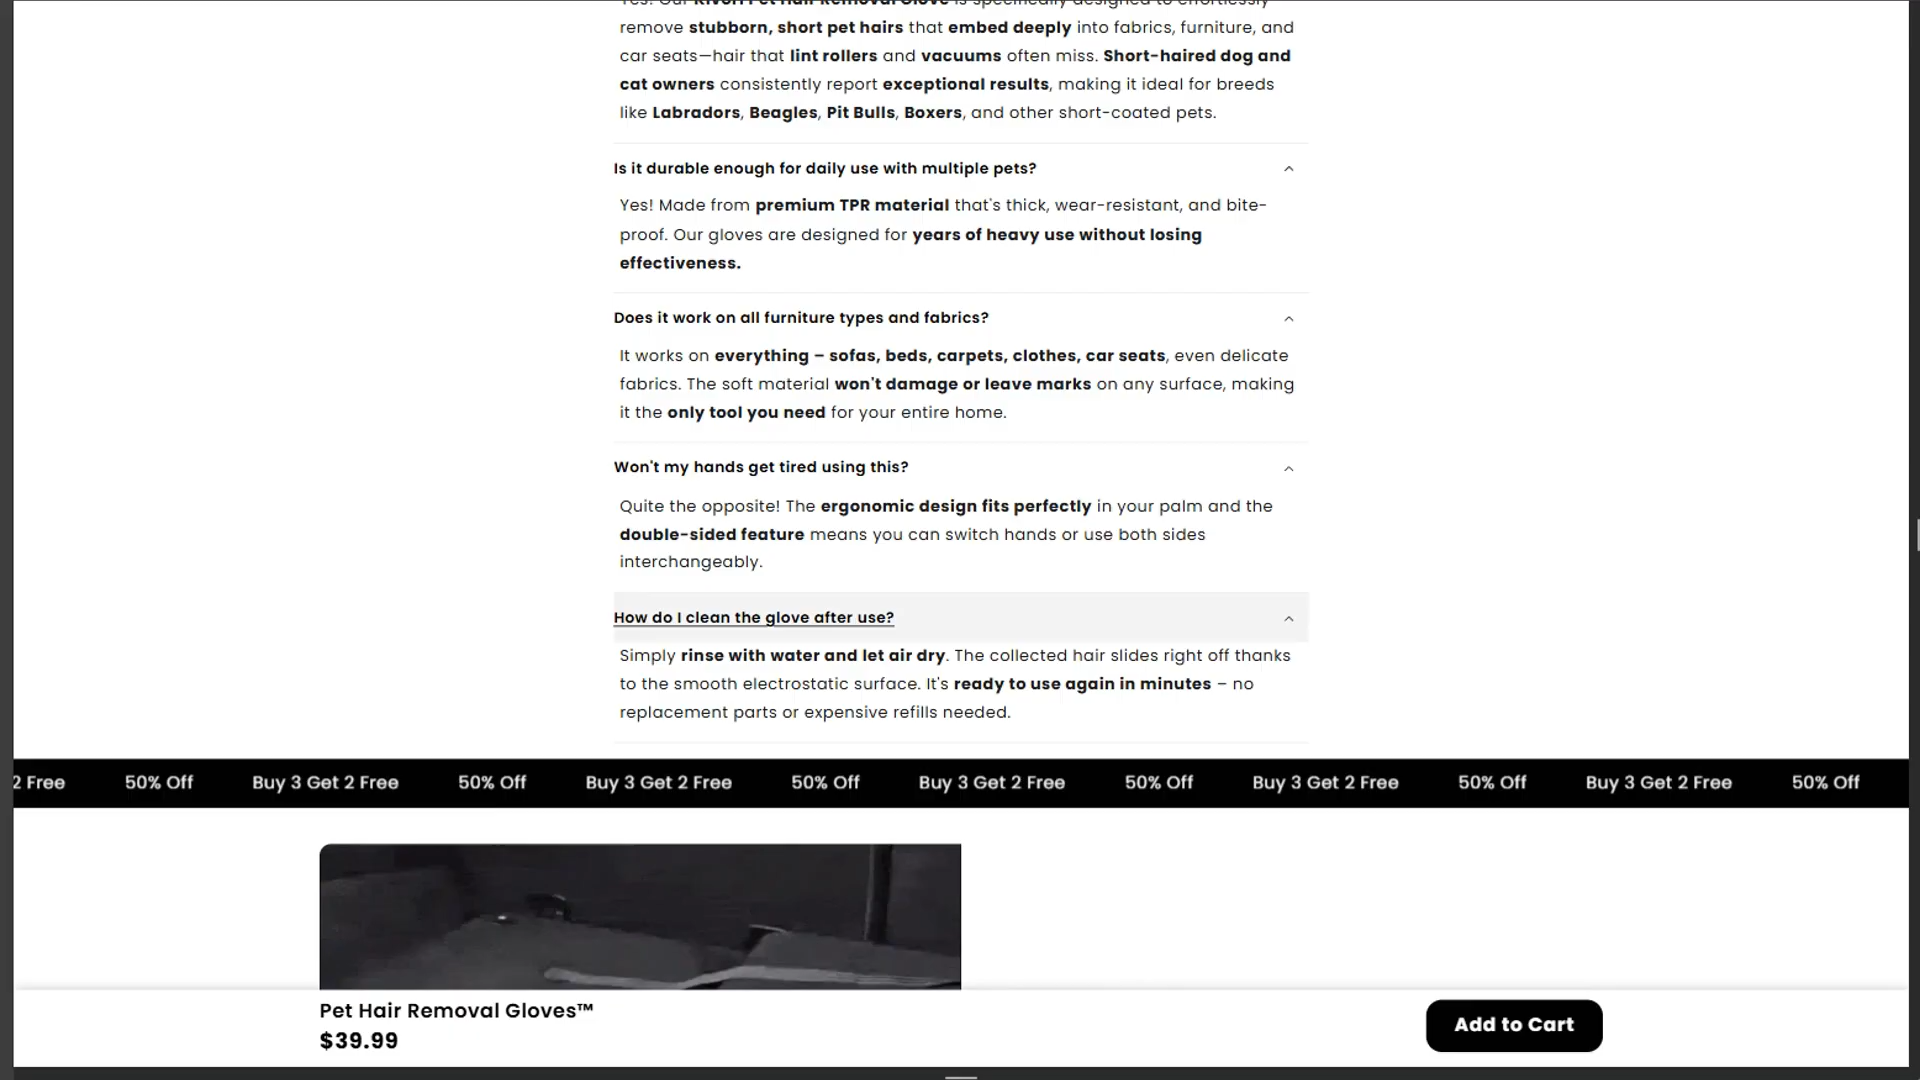 Yes! Our Rivori Pet Hair Removal Glove is specifically designed to effortlessly
remove stubborn, short pet hairs that embed deeply into fabrics, furniture, and
car seats—hair that lint rollers and vacuums often miss. Short-haired dog and
cat owners consistently report exceptional results, making it ideal for breeds
like Labradors, Beagles, Pit Bulls, Boxers, and other short-coated pets.
Is it durable enough for daily use with multiple pets?
Yes! Made from premium TPR material that's thick, wear-resistant, and bite-
proof. Our gloves are designed for years of heavy use without losing
effectiveness.
Does it work on all furniture types and fabrics?
It works on everything – sofas, beds, carpets, clothes, car seats, even delicate
fabrics. The soft material won't damage or leave marks on any surface, making
it the only tool you need for your entire home.
Won't my hands get tired using this?
Quite the opposite! The ergonomic design fits perfectly in your palm and the
double-sided feature means you can switch hands or use both sides
interchangeably.
How do I clean the glove after use?
Simply rinse with water and let air dry. The collected hair slides right off thanks
to the smooth electrostatic surface. It's ready to use again in minutes – no
replacement parts or expensive refills needed.
2 Free 50% Off Buy 3 Get 2 Free 50% Off Buy 3 Get 2 Free 50% Off Buy 3 Get 2 Free 50% Off Buy 3 Get 2 Free 50% Off Buy 3 Get 2 Free 50% Off
Pet Hair Removal Gloves™
$39.99
Add to Cart